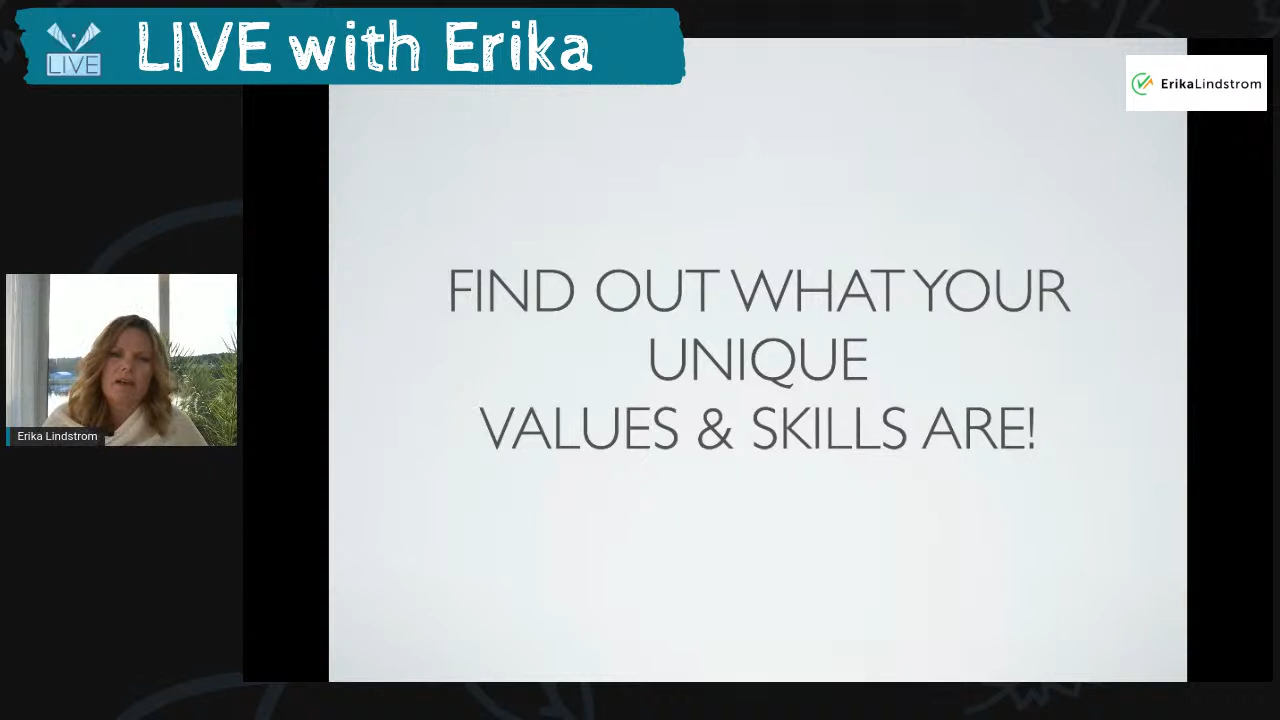 LIVE with Erika
LIVE
ErikaLindstrom
FIND OUT WHAT YOUR
UNIQUE
VALUES & SKILLS ARE!
Erika Lindstrom